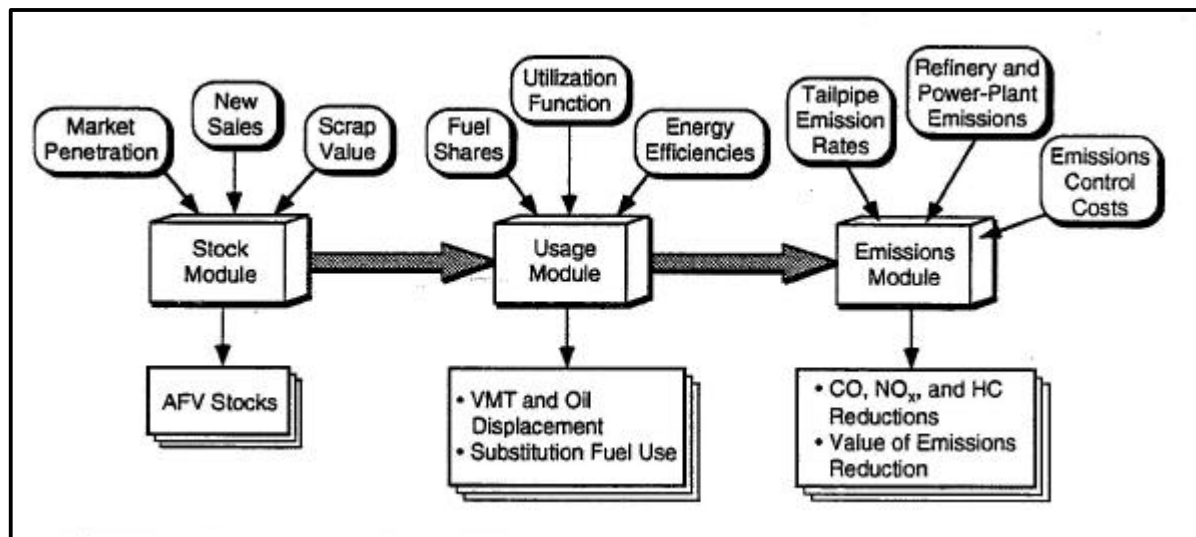 Market
Penetration
New
Sales
Scrap
Value
Fuel
Shares
Utilization
Function
Energy
Efficiencies
Tailpipe
Emission
Rates
Refinery and
Power-Plant
Emissions
Emissions
Control
Costs
Stock
Module
Usage
Module
Emissions
Module
AFV Stocks
• VMT and Oil
Displacement
• Substitution Fuel Use
• CO, NOₓ, and HC
Reductions
• Value of Emissions
Reduction